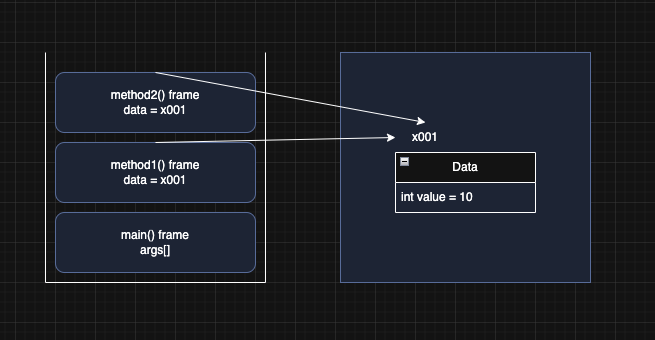 method2() frame
data = x001
method1() frame
data = x001
main() frame
args[]
x001
Data
int value = 10